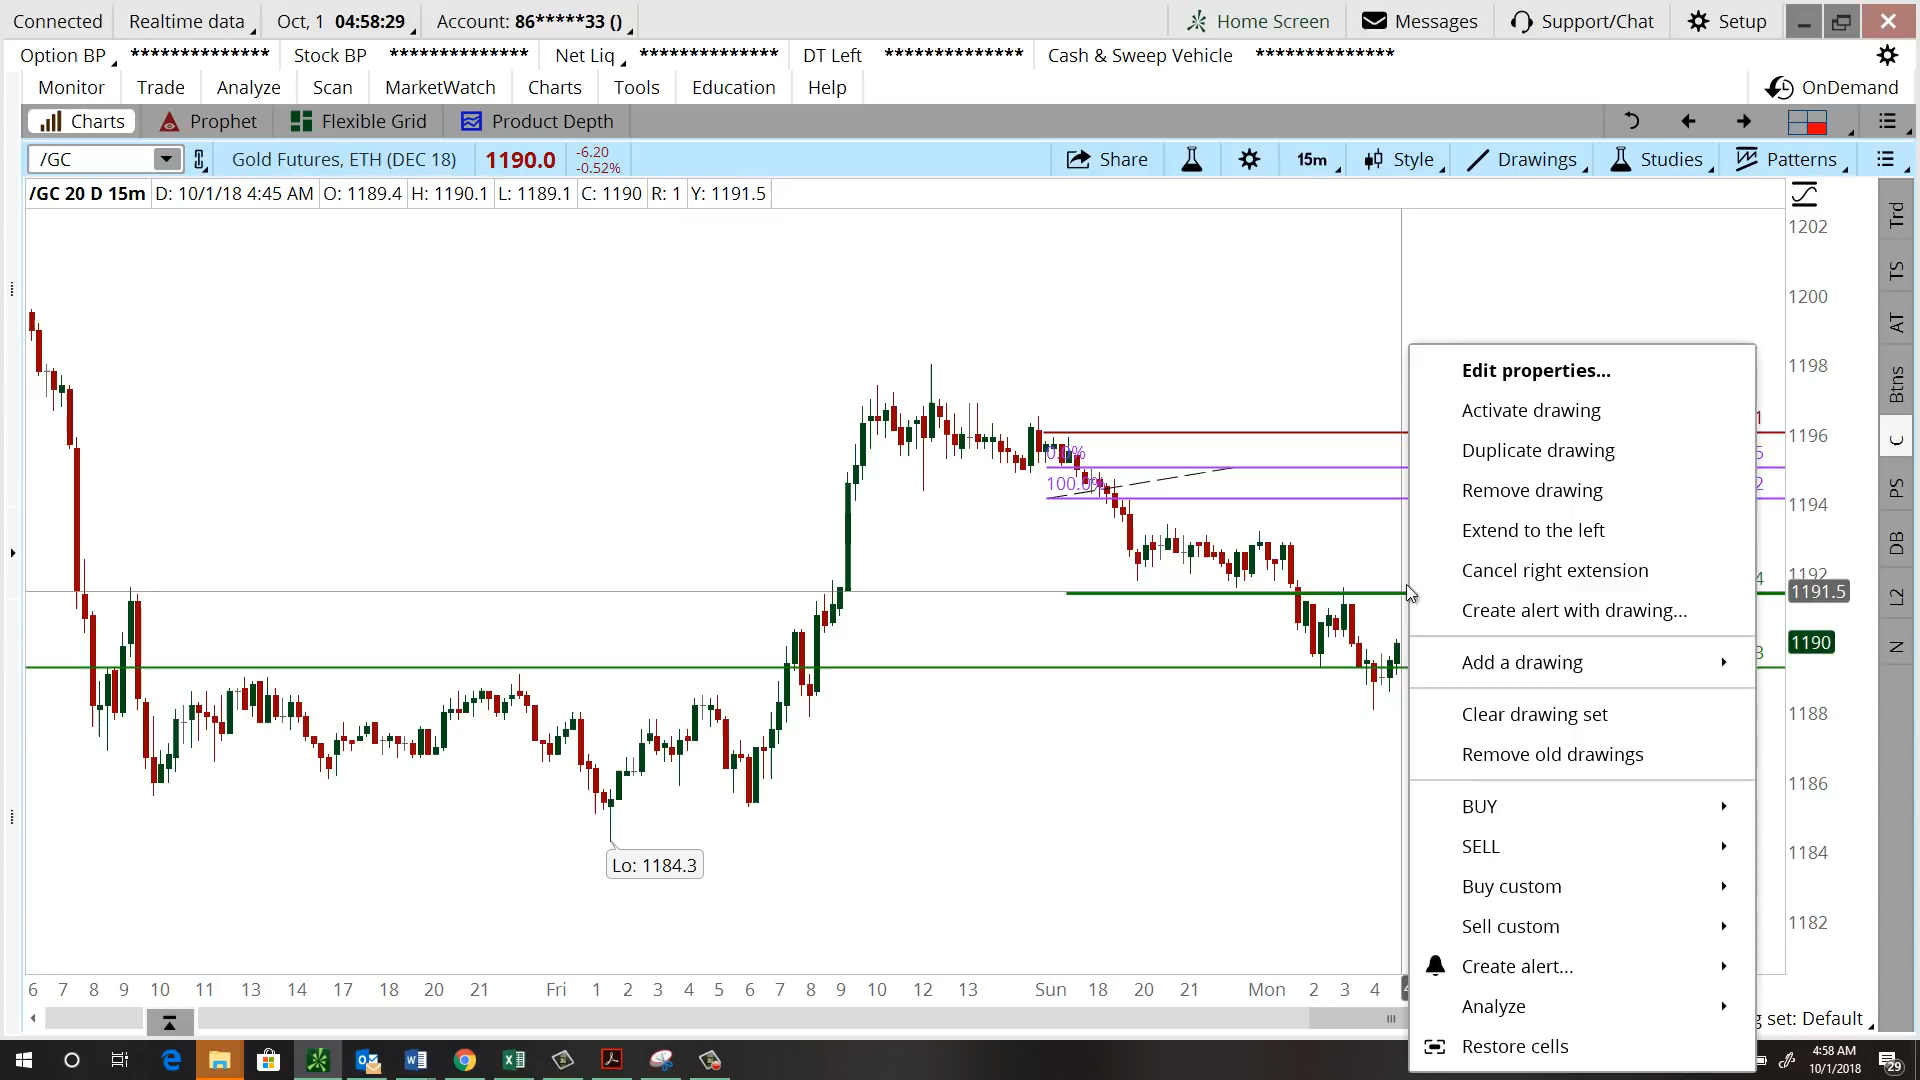 Connected Realtime data Oct, 1 04:58:29 Account: 86*****33 () Home Screen Messages Support/Chat Setup
Option BP ************** Stock BP ************** Net Liq ************** DT Left ************** Cash & Sweep Vehicle **************
Monitor Trade Analyze Scan MarketWatch Charts Tools Education Help OnDemand
Charts Prophet Flexible Grid Product Depth
/GC Gold Futures, ETH (DEC 18) 1190.0 -6.20 Share 15m Style Drawings Studies Patterns
-0.52%
/GC 20 D 15m D: 10/1/18 4:45 AM O: 1189.4 H: 1190.1 L: 1189.1 C: 1190 R: 1 Y: 1191.5
Trd
1202
TS
1200
AT
1198
Edit properties...
Btns
Activate drawing
1
1196
C
0.0%
Duplicate drawing
5
100.0%
Remove drawing
2
PS
1194
Extend to the left
DB
Cancel right extension
1192
4
1191.5
L2
Create alert with drawing...
1190
N
3
Add a drawing
Clear drawing set
1188
Remove old drawings
1186
BUY
SELL
1184
Lo: 1184.3
Buy custom
Sell custom
1182
Create alert...
6 7 8 9 10 11 13 14 17 18 20 21 Fri 1 2 3 4 5 6 7 8 9 10 12 13 Sun 18 20 21 Mon 2 3 4
Analyze
g set: Default
Restore cells
4:58 AM
10/1/2018
29